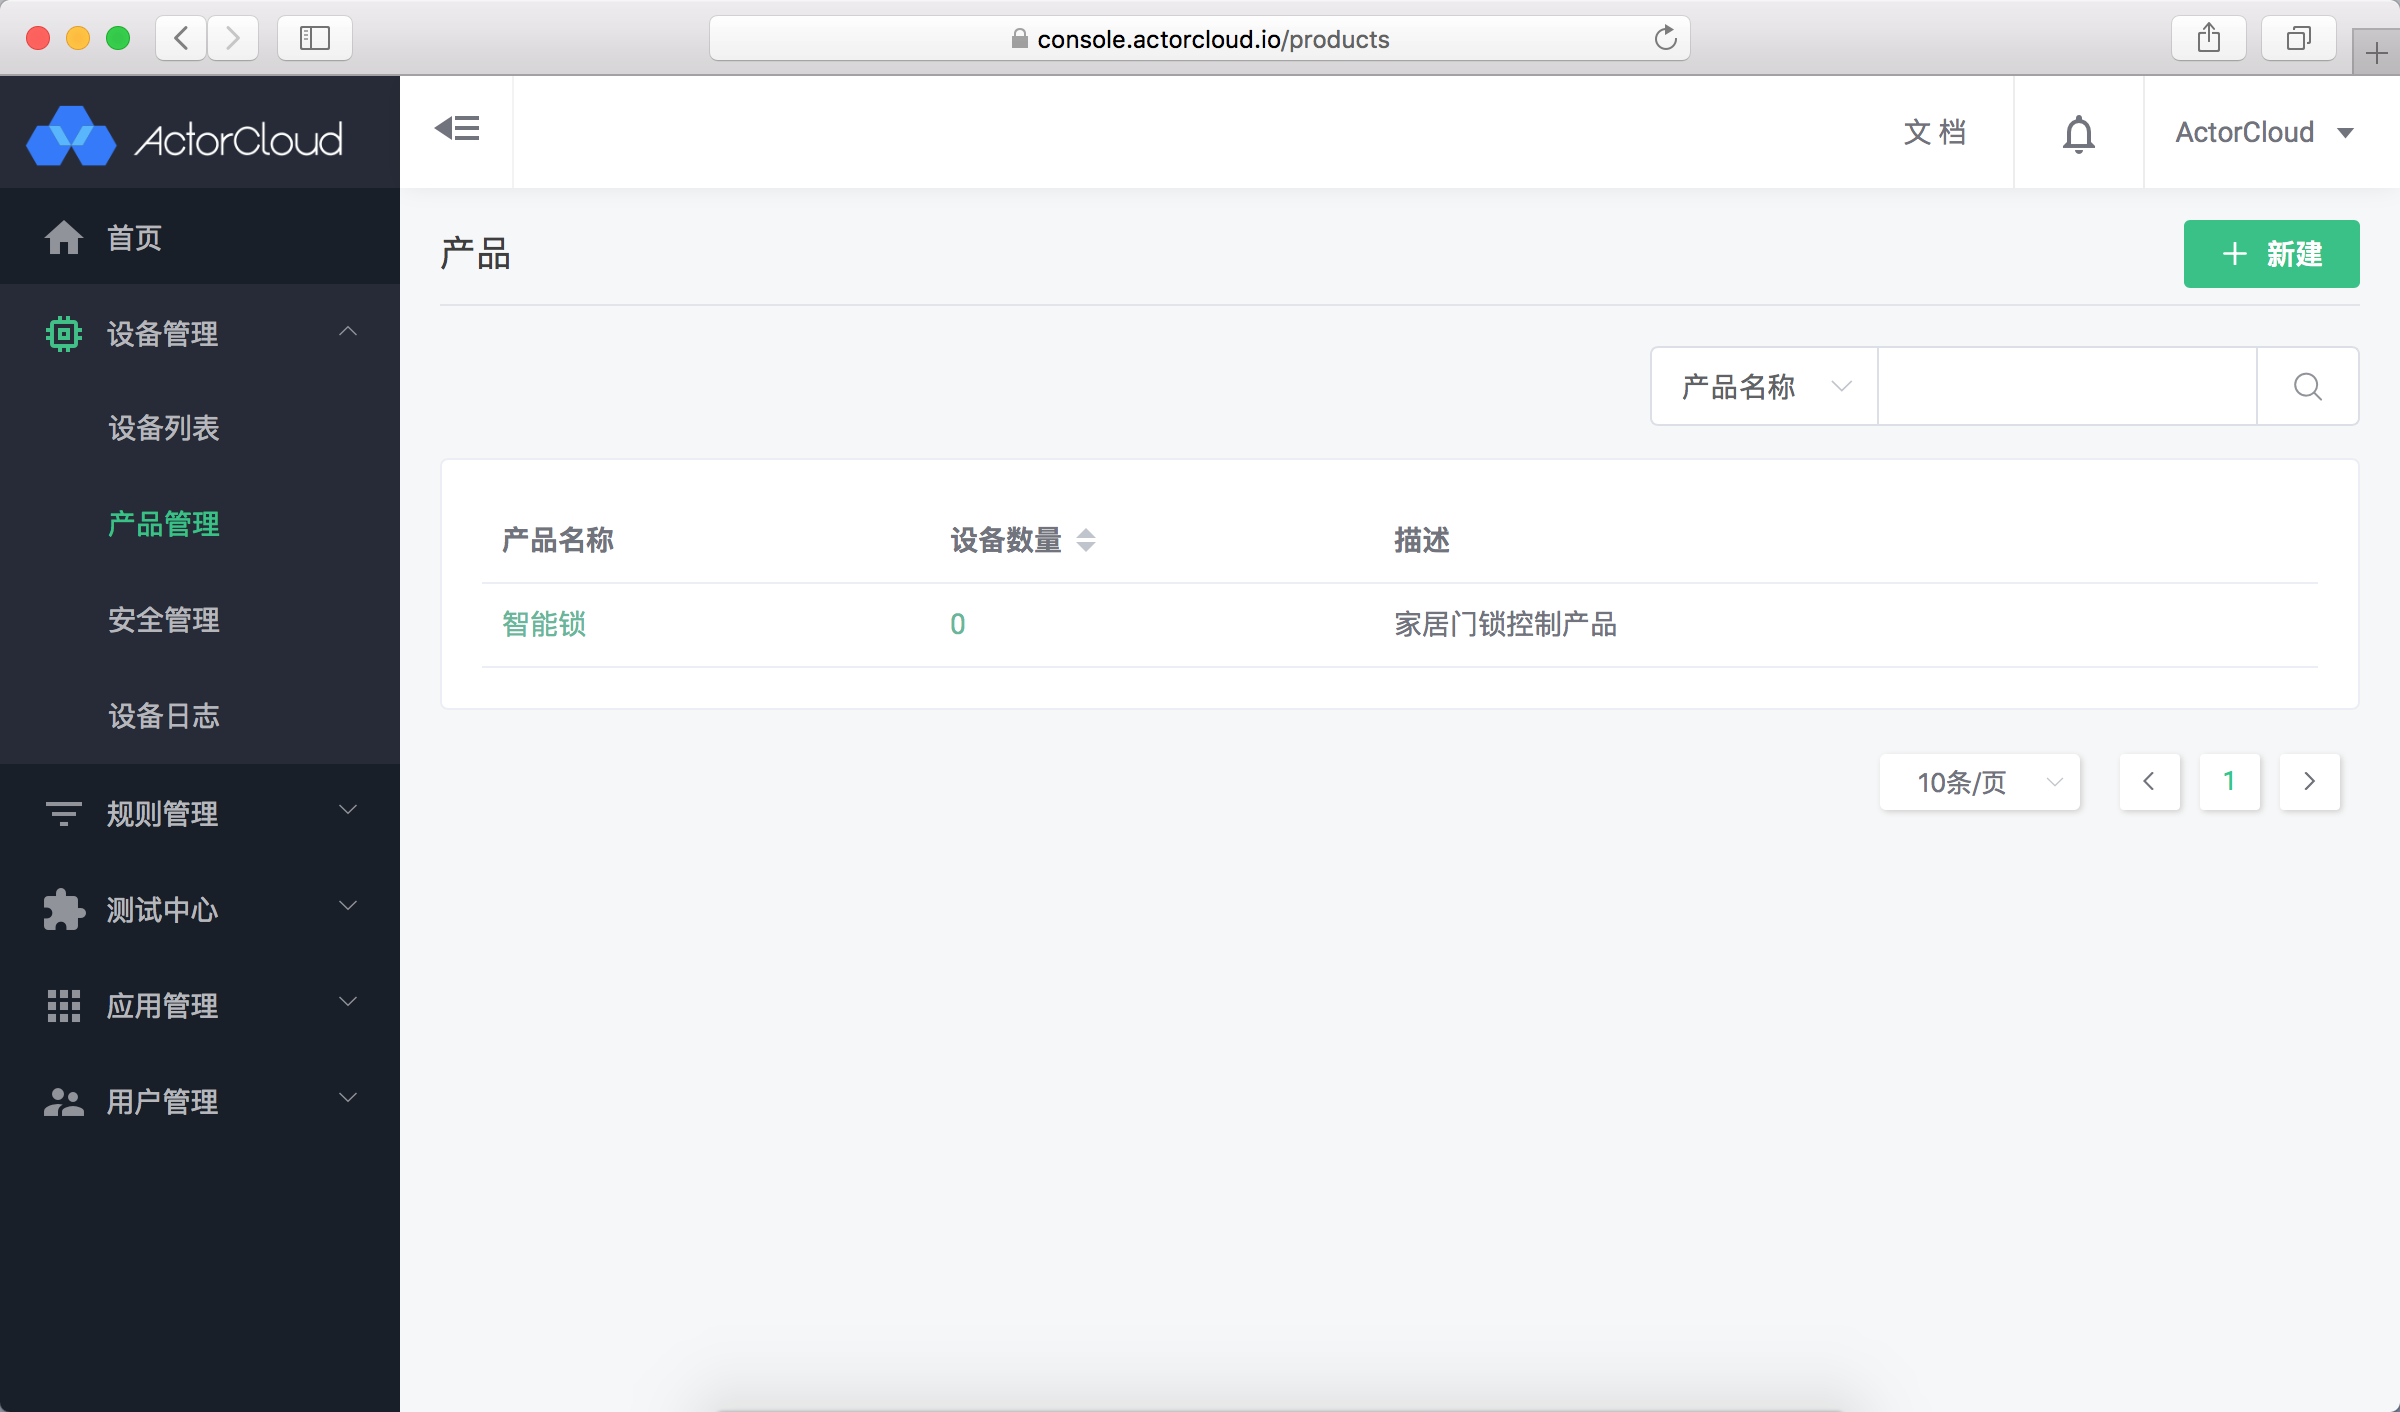 console.actorcloud.io/products
ActorCloud
文 档
ActorCloud
首页
设备管理
设备列表
产品管理
安全管理
设备日志
规则管理
测试中心
应用管理
用户管理
产品
新建
产品名称
产品名称 设备数量 描述
智能锁 0 家居门锁控制产品
10条/页 1